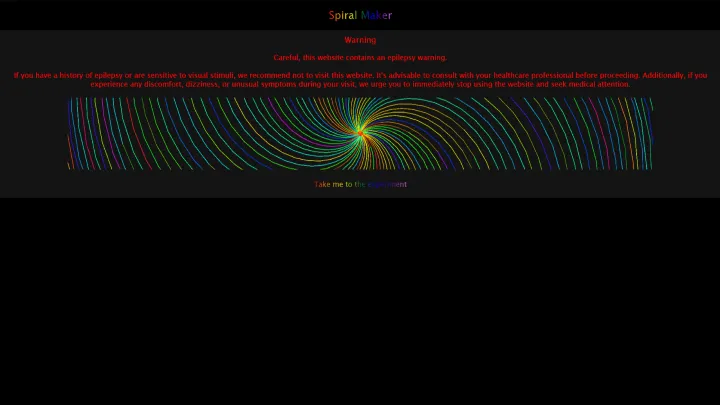 Spiral Maker
Warning
Careful, this website contains an epilepsy warning.
If you have a history of epilepsy or are sensitive to visual stimuli, we recommend not to visit this website. It's advisable to consult with your healthcare professional before proceeding. Additionally, if you
experience any discomfort, dizziness, or unusual symptoms during your visit, we urge you to immediately stop using the website and seek medical attention.
Take me to the